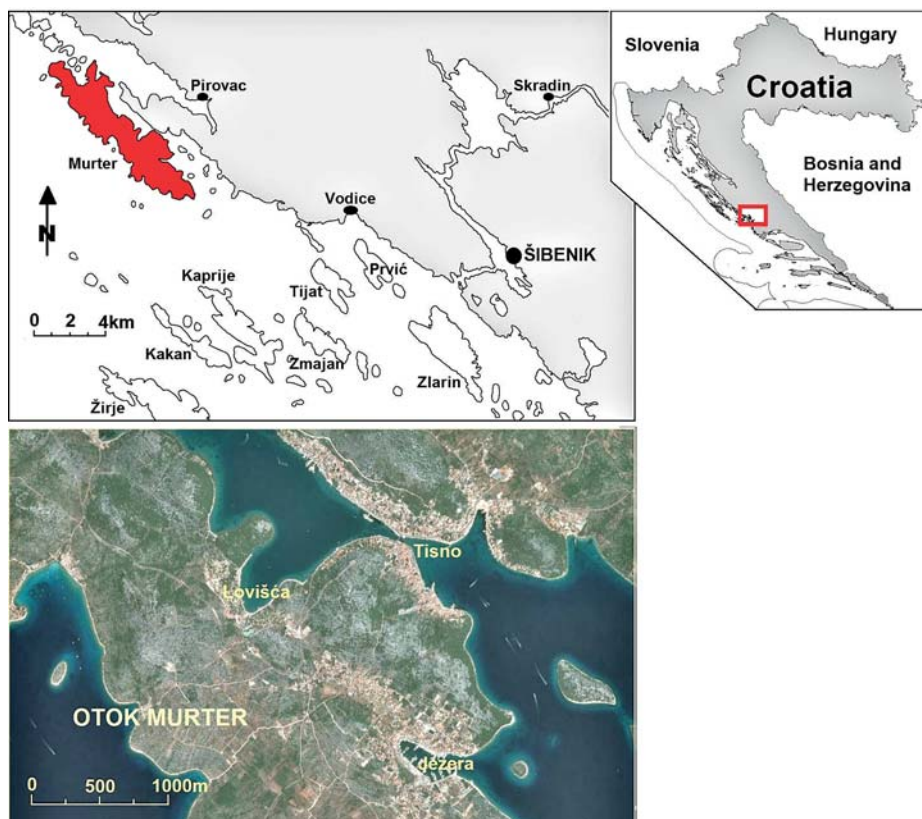 Pirovac
Skradin
Murter
N
Vodice
ŠIBENIK
Prvić
Kaprije
Tijat
0 2 4km
Kakan
Zmajan
Zlarin
Žirje
Slovenia
Hungary
Croatia
Bosnia and
Herzegovina
Tisno
Lovišća
OTOK MURTER
Jezera
0 500 1000m